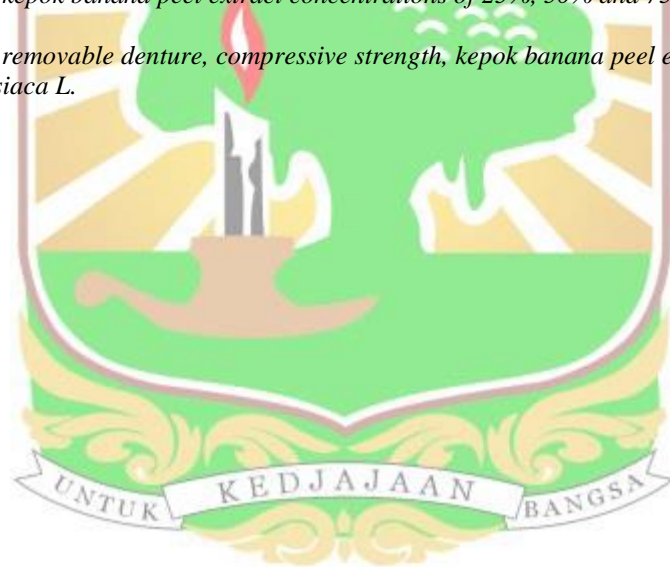 kepok banana peel extract concentrations of 25%, 50% and
removable denture, compressive strength, kepok banana peel
siaca L.
UNTUK KEDJAJAAN BANGSA